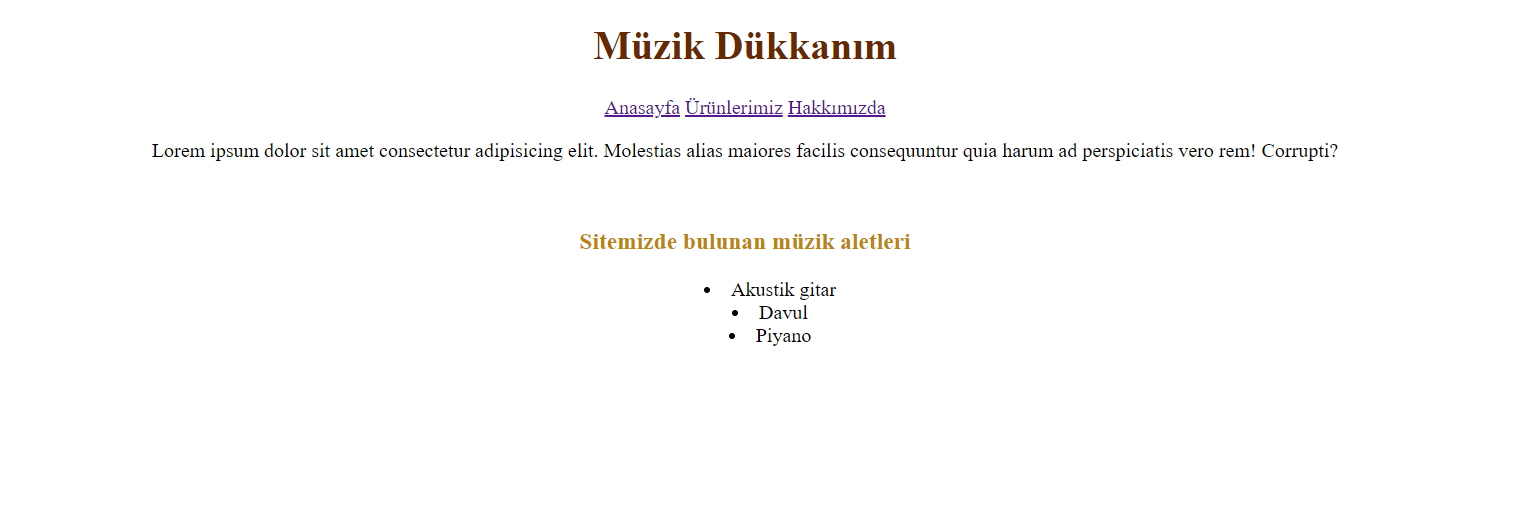 Müzik Dükkanım
Anasayfa Ürünlerimiz Hakkımızda
Lorem ipsum dolor sit amet consectetur adipisicing elit. Molestias alias maiores facilis consequuntur quia harum ad perspiciatis vero rem! Corrupti?
Sitemizde bulunan müzik aletleri
• Akustik gitar
• Davul
• Piyano